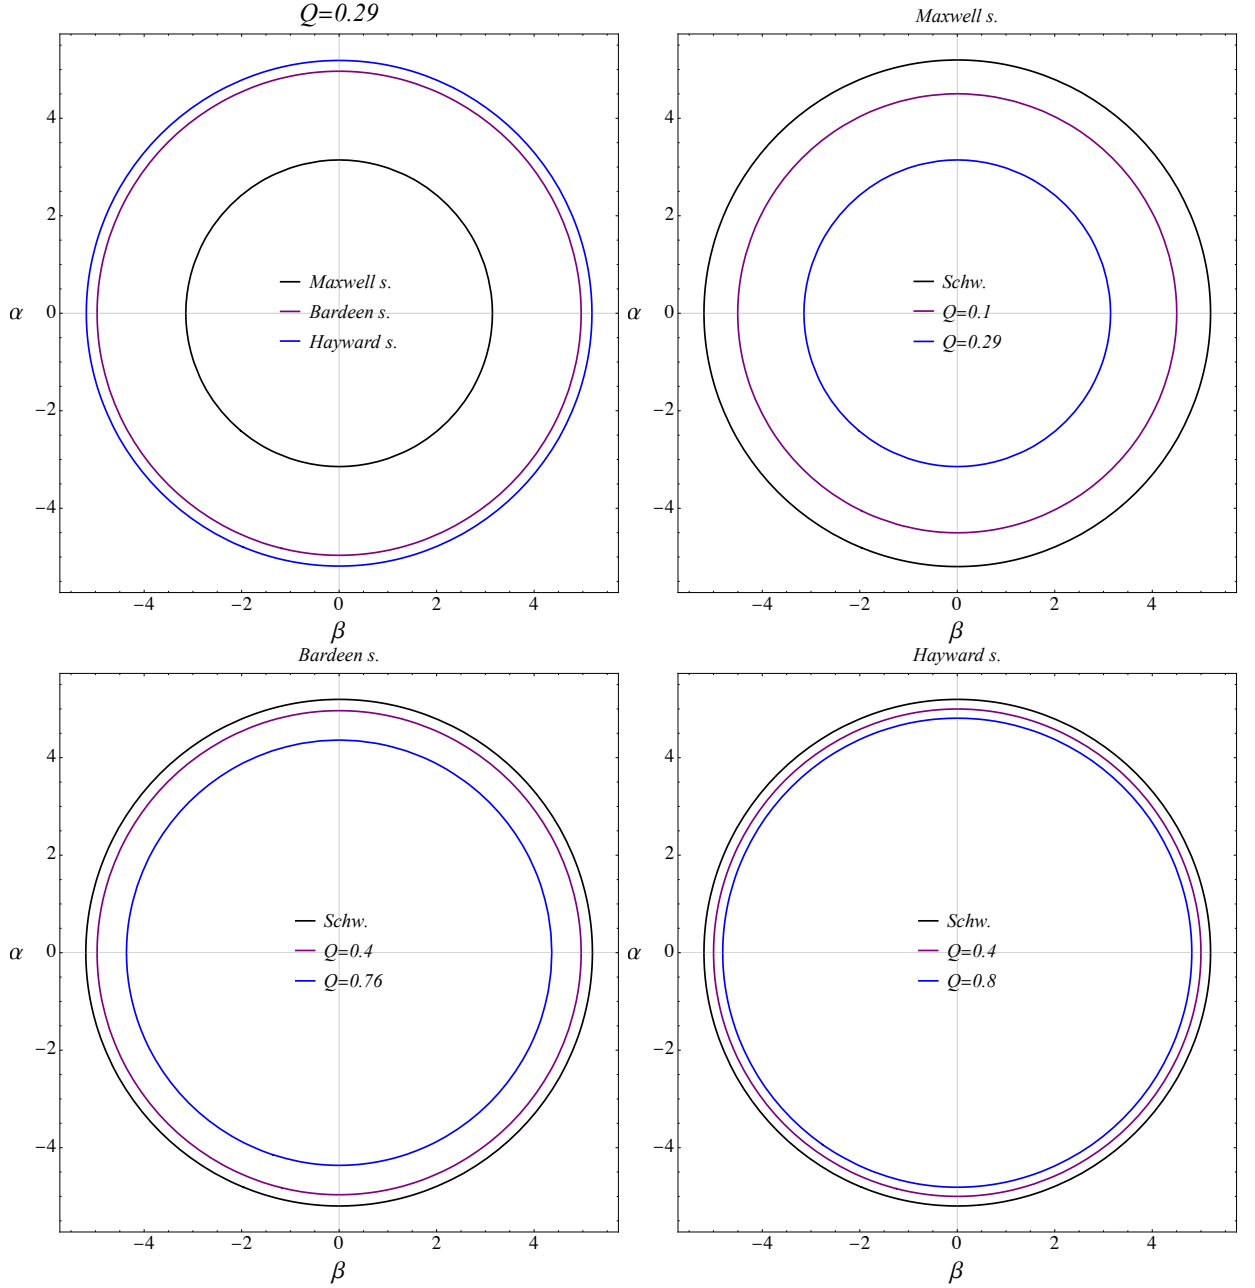 Q=0.29
4
2
0
−2
−4
α
Maxwell s.
Bardeen s.
Hayward s.
−4 −2 0 2 4
β
Maxwell s.
4
2
0
−2
−4
α
Schw.
Q=0.1
Q=0.29
−4 −2 0 2 4
β
Bardeen s.
4
2
0
−2
−4
α
Schw.
Q=0.4
Q=0.76
−4 −2 0 2 4
β
Hayward s.
4
2
0
−2
−4
α
Schw.
Q=0.4
Q=0.8
−4 −2 0 2 4
β